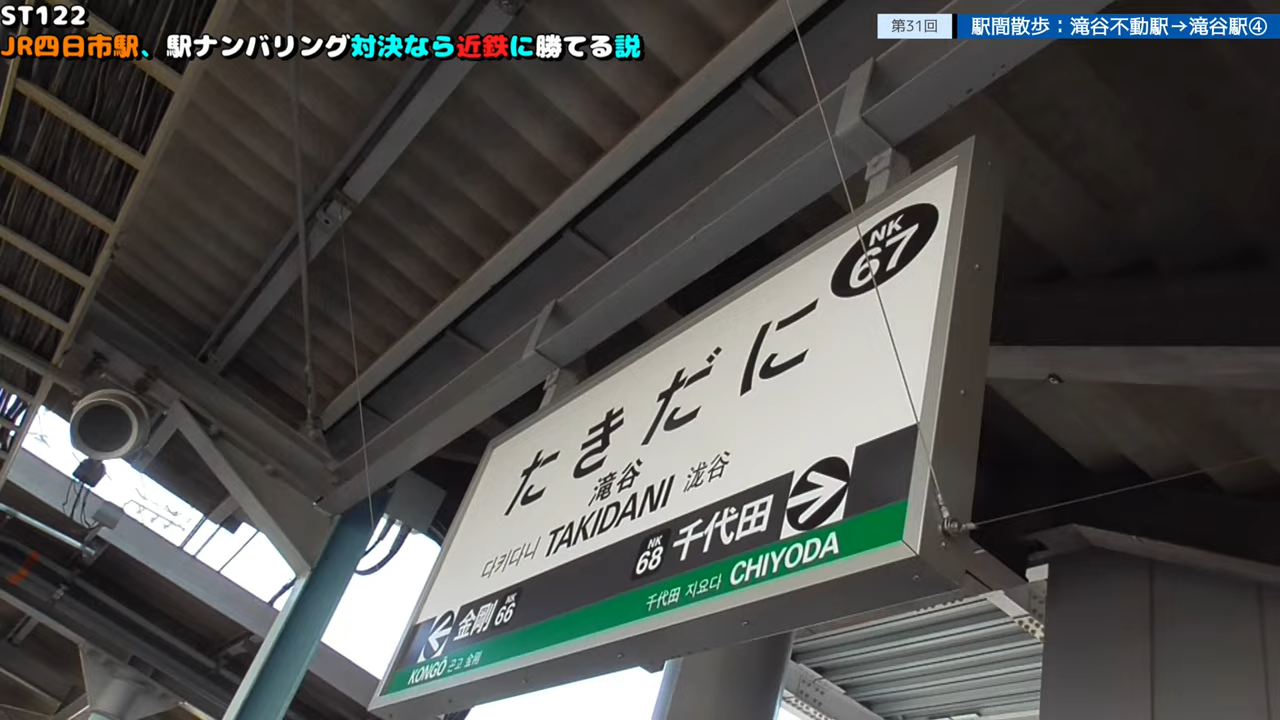 ST122
JR四日市駅、駅ナンバリング対決なら近鉄に勝てる説
第31回
駅間散歩：滝谷不動駅→滝谷駅④
NK
67
たきだに
滝谷
다키다니 TAKIDANI 泷谷
NK
68 千代田 →
千代田 치요다 CHIYODA
← 金剛 NK 66
KONGŌ 곤고 金刚